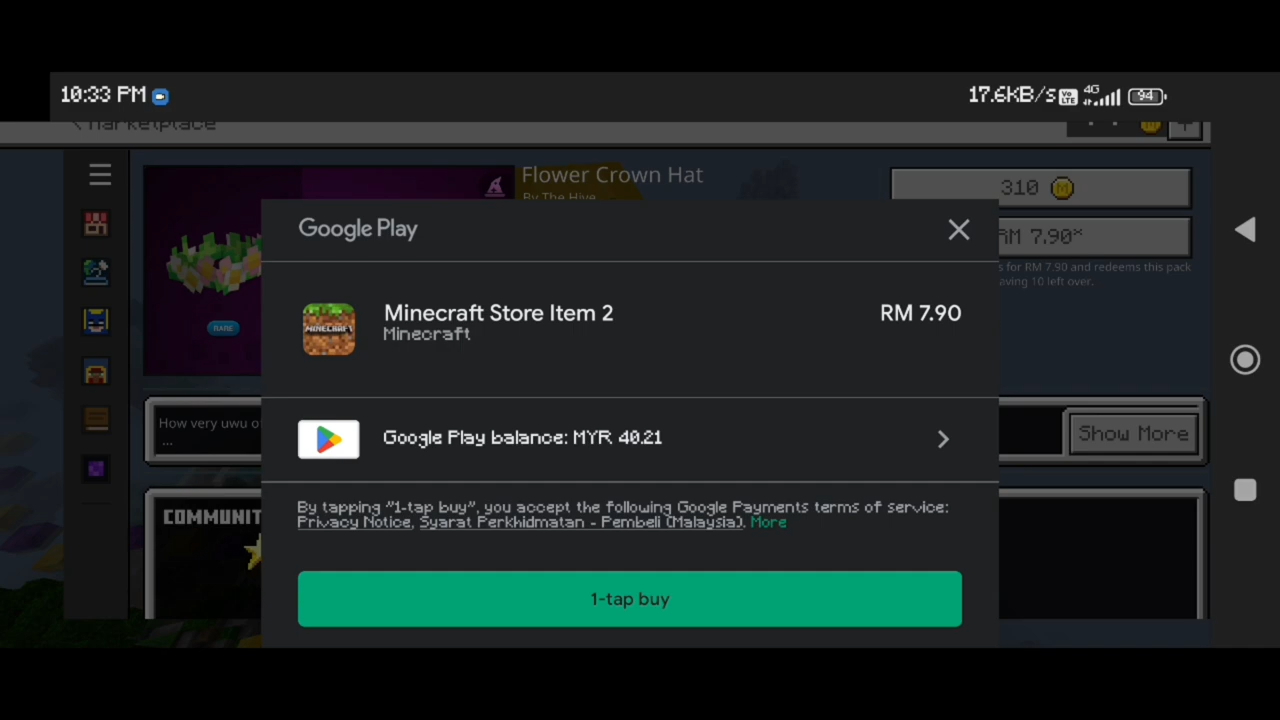 10:33 PM
17.6KB/s Vo LTE 4G 94
Marketplace
Flower Crown Hat
By The Hive
310
RM 7.90*
s for RM 7.90 and redeems this pack
aving 10 left over.
RARE
Google Play
MINECRAFT
Minecraft Store Item 2
RM 7.90
Minecraft
Google Play balance: MYR 40.21
How very uwu o
...
Show More
By tapping "1-tap buy", you accept the following Google Payments terms of service:
Privacy Notice, Syarat Perkhidmatan - Pembeli (Malaysia). More
COMMUNIT
1-tap buy